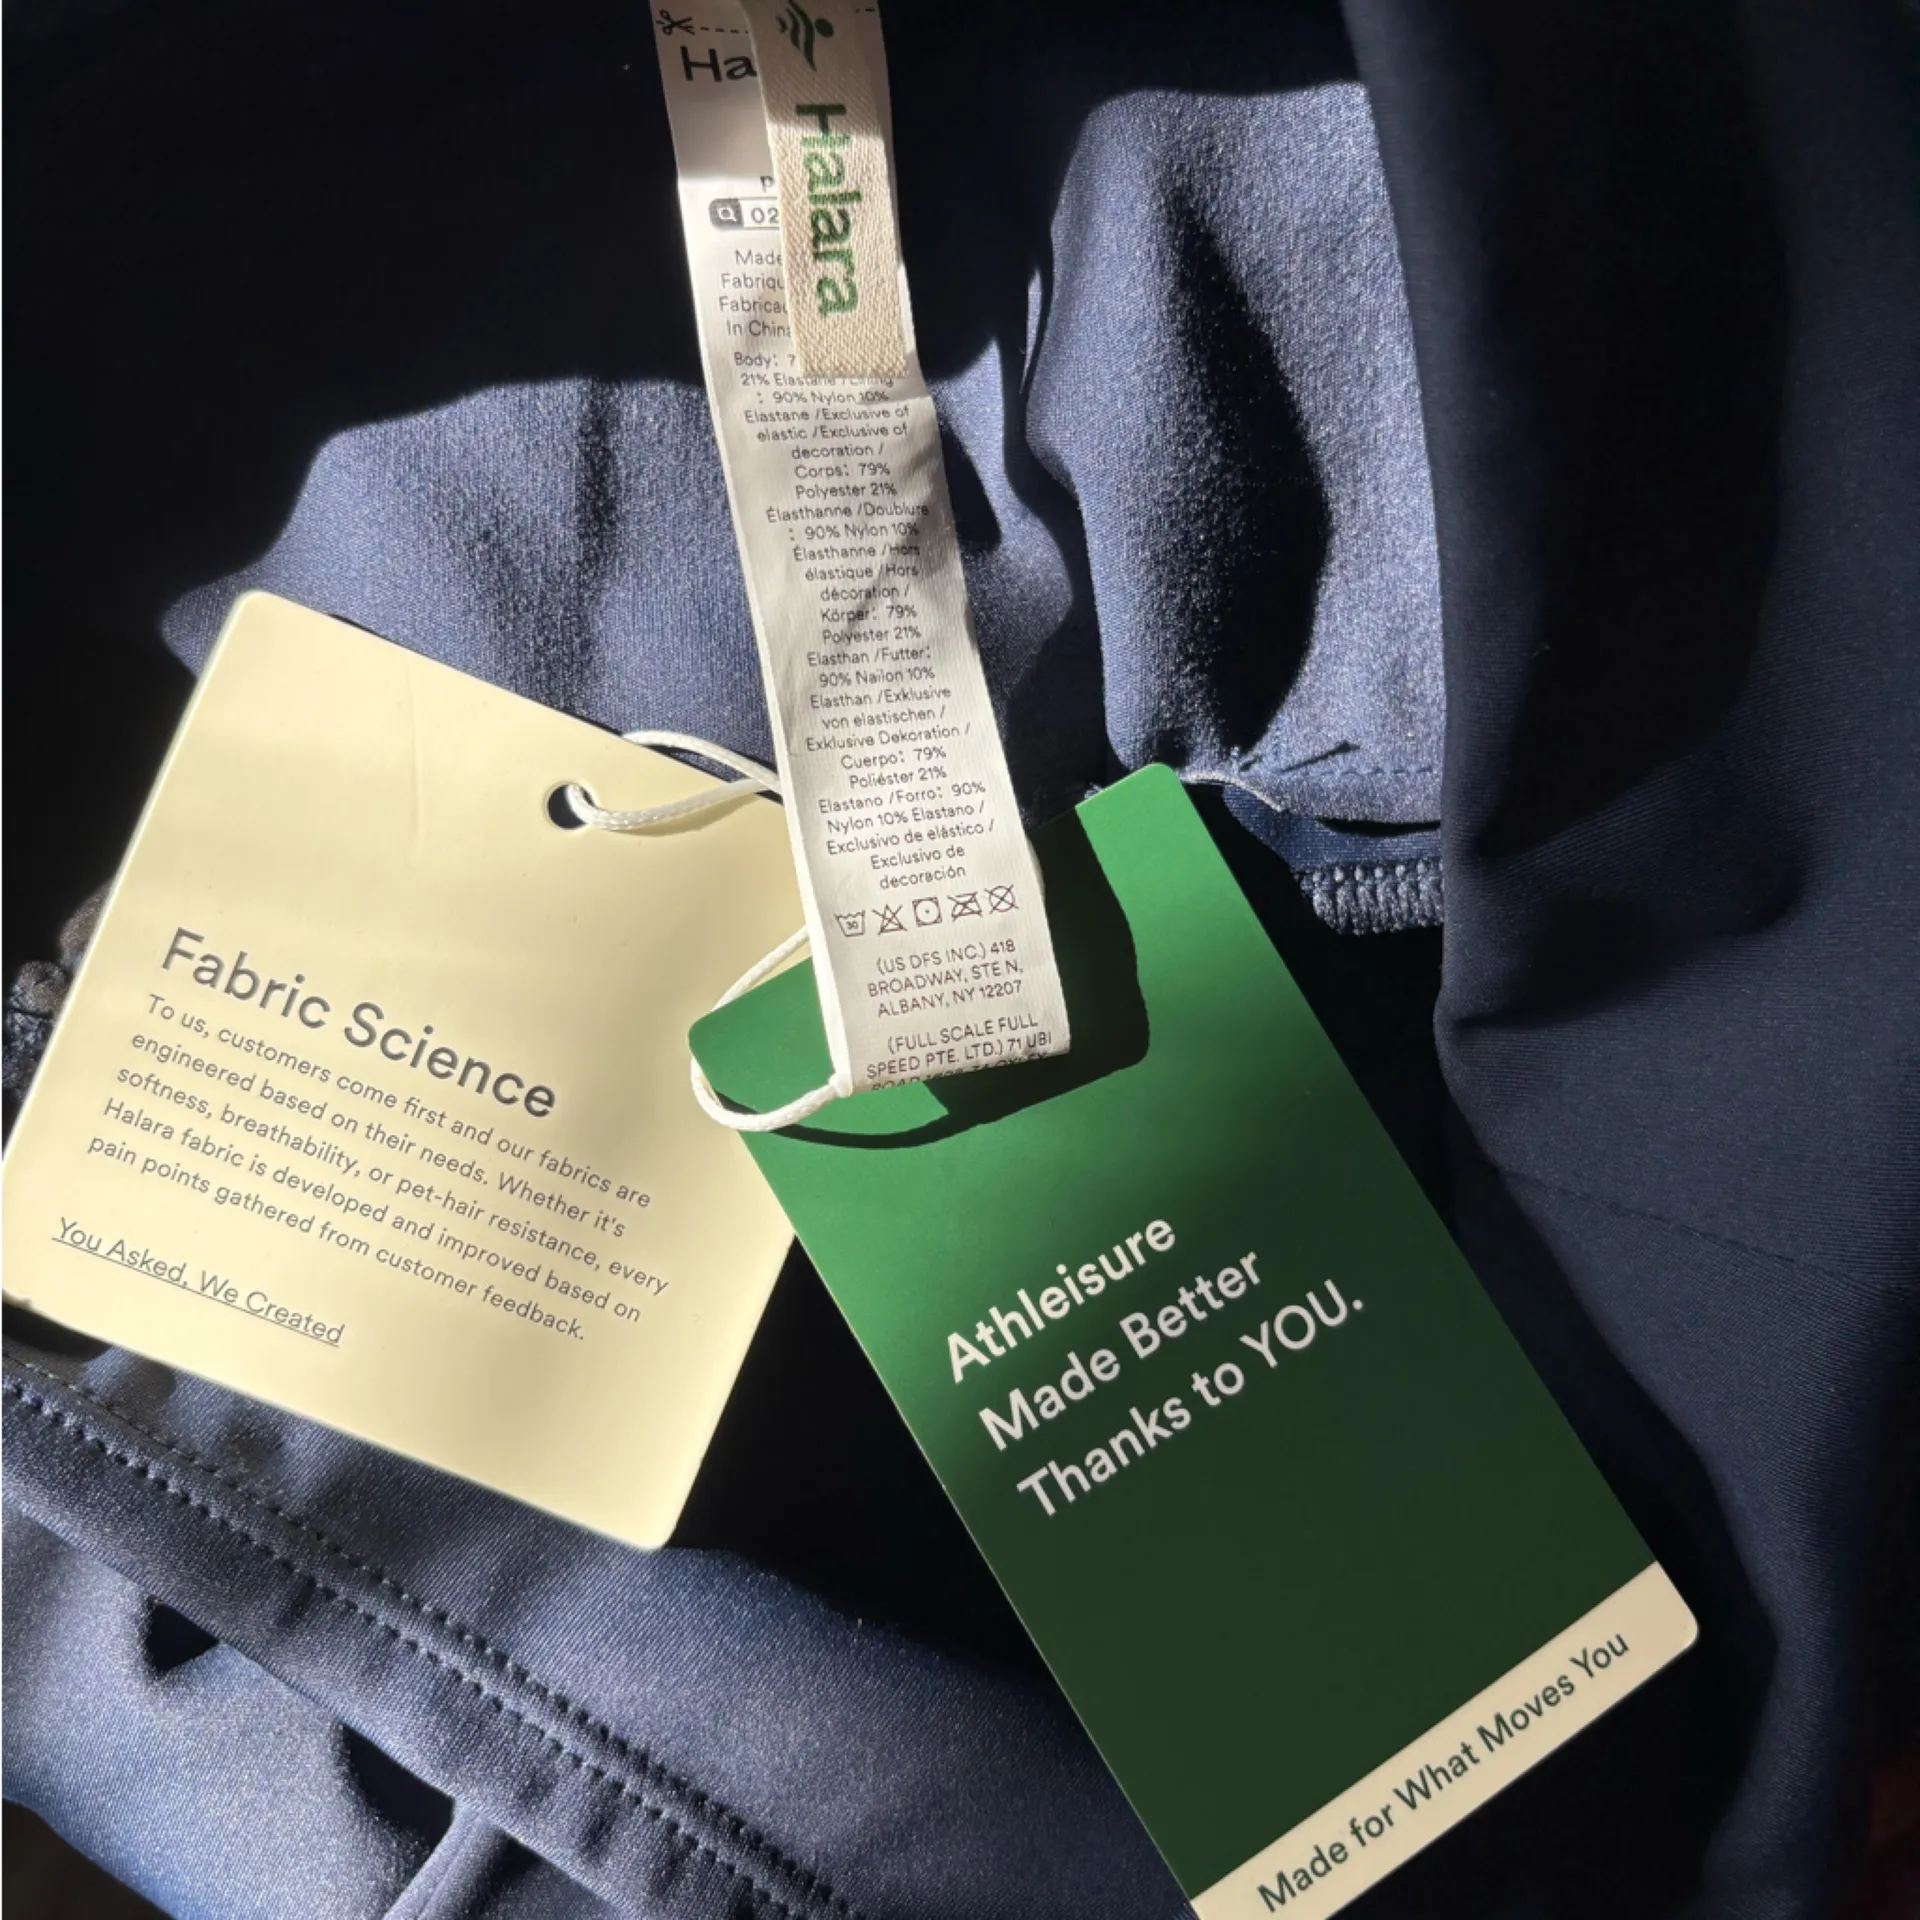 Ha
Halara
02
Made
In China
Body: 7
21% Elastane /Lining
: 90% Nylon 10%
Elastane /Exclusive of
elastic /Exclusive of
decoration /
Corps: 79%
Polyester 21%
Élasthanne /Doublure
: 90% Nylon 10%
Élasthanne /Hors
élastique /Hors
décoration /
Körper: 79%
Polyester 21%
Elasthan /Futter:
90% Nailon 10%
Elasthan /Exklusive
von elastischen /
Exklusive Dekoration /
Cuerpo: 79%
Poliéster 21%
Elastano /Forro: 90%
Nylon 10% Elastano /
Exclusivo de elástico /
Exclusivo de
decoración
30
(US DFS INC.) 418
BROADWAY, STE N,
ALBANY, NY 12207
(FULL SCALE FULL
SPEED PTE. LTD.) 71 UBI
Fabric Science
To us, customers come first and our fabrics are
engineered based on their needs. Whether it's
softness, breathability, or pet-hair resistance, every
Halara fabric is developed and improved based on
pain points gathered from customer feedback.
You Asked, We Created
Athleisure
Made Better
Thanks to YOU.
Made for What Moves You